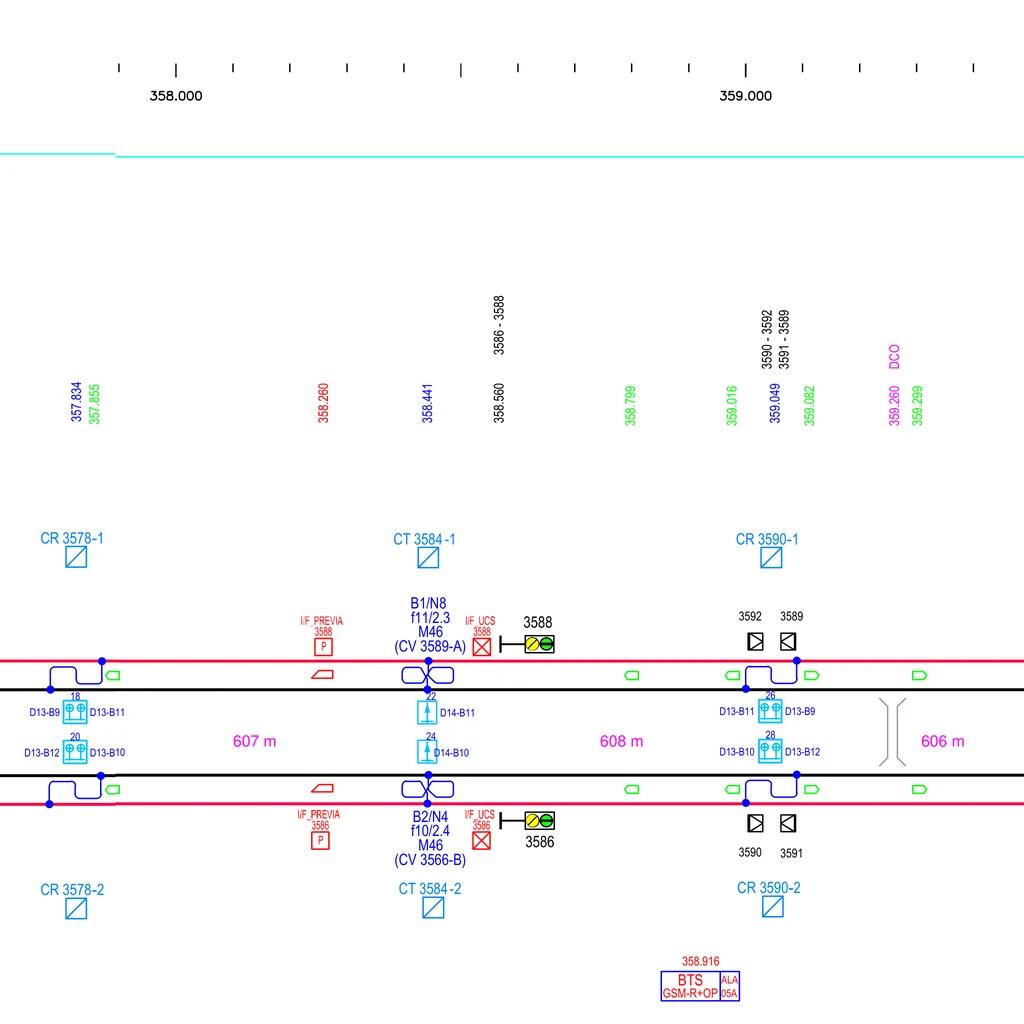 358.000
359.000
3586 - 3588
3590 - 3592
3591 - 3589
DCO
357.834
357.855
358.260
358.441
358.560
358.799
359.016
359.049
359.082
359.260
359.299
CR 3578-1
CT 3584-1
CR 3590-1
B1/N8
f11/2.3
M46
(CV 3589-A)
I/F_PREVIA
3588
P
I/F_UCS
3588
3588
3592
3589
18
D13-B9
D13-B11
22
D14-B11
26
D13-B11
D13-B9
20
D13-B12
D13-B10
607 m
24
D14-B10
608 m
28
D13-B10
D13-B12
606 m
I/F_PREVIA
3586
P
B2/N4
f10/2.4
M46
(CV 3566-B)
I/F_UCS
3586
3586
3590
3591
CR 3578-2
CT 3584-2
CR 3590-2
358.916
BTS
GSM-R+OP
ALA
05A